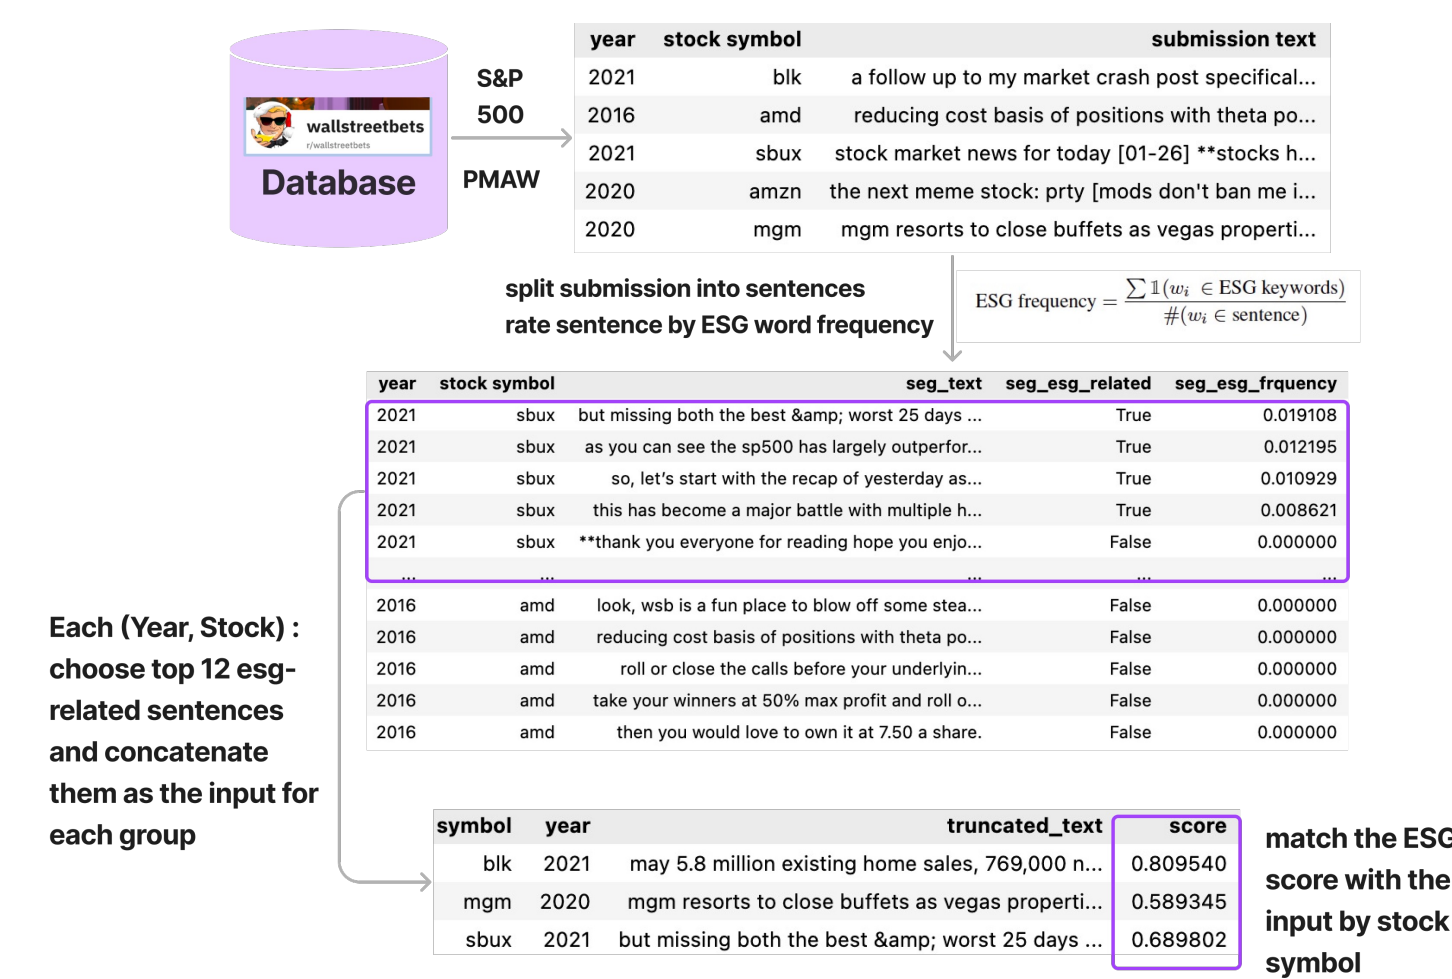 wallstreetbets
r/wallstreetbets
Database
S&P
500
PMAW
year stock symbol submission text
2021 blk a follow up to my market crash post specifical...
2016 amd reducing cost basis of positions with theta po...
2021 sbux stock market news for today [01-26] **stocks h...
2020 amzn the next meme stock: prty [mods don't ban me i...
2020 mgm mgm resorts to close buffets as vegas properti...
split submission into sentences
rate sentence by ESG word frequency
ESG frequency = ∑ 𝟙(wᵢ ∈ ESG keywords) / #(wᵢ ∈ sentence)
year stock symbol seg_text seg_esg_related seg_esg_frquency
2021 sbux but missing both the best &amp; worst 25 days ... True 0.019108
2021 sbux as you can see the sp500 has largely outperfor... True 0.012195
2021 sbux so, let’s start with the recap of yesterday as... True 0.010929
2021 sbux this has become a major battle with multiple h... True 0.008621
2021 sbux **thank you everyone for reading hope you enjo... False 0.000000
... ... ... ... ...
2016 amd look, wsb is a fun place to blow off some stea... False 0.000000
2016 amd reducing cost basis of positions with theta po... False 0.000000
2016 amd roll or close the calls before your underlyin... False 0.000000
2016 amd take your winners at 50% max profit and roll o... False 0.000000
2016 amd then you would love to own it at 7.50 a share. False 0.000000
Each (Year, Stock) :
choose top 12 esg-
related sentences
and concatenate
them as the input for
each group
symbol year truncated_text score
blk 2021 may 5.8 million existing home sales, 769,000 n... 0.809540
mgm 2020 mgm resorts to close buffets as vegas properti... 0.589345
sbux 2021 but missing both the best &amp; worst 25 days ... 0.689802
match the ESG
score with the
input by stock
symbol